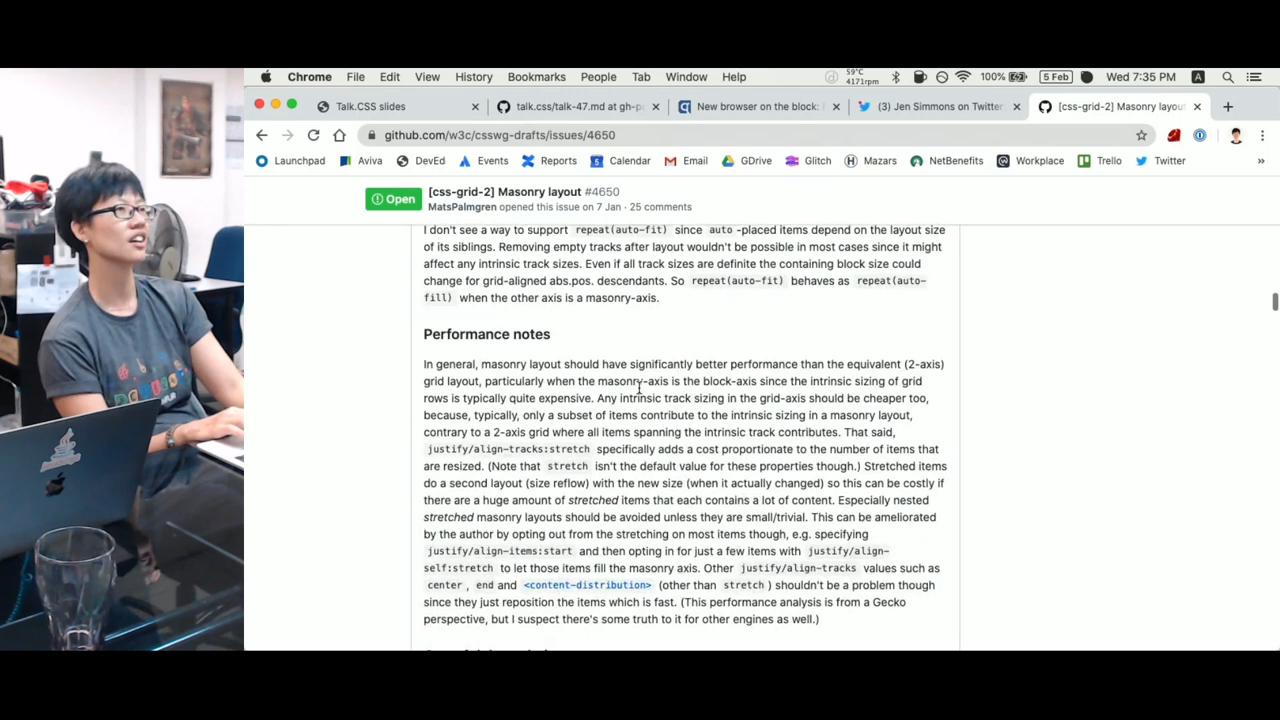 Chrome File Edit View History Bookmarks People Tab Window Help 59°C 4171rpm 100% 5 Feb Wed 7:35 PM A
Talk.CSS slides talk.css/talk-47.md at gh-p New browser on the block: (3) Jen Simmons on Twitter [css-grid-2] Masonry layou
github.com/w3c/csswg-drafts/issues/4650
Launchpad Aviva DevEd Events Reports Calendar Email GDrive Glitch Mazars NetBenefits Workplace Trello Twitter »
Open [css-grid-2] Masonry layout #4650
MatsPalmgren opened this issue on 7 Jan · 25 comments
I don't see a way to support repeat(auto-fit) since auto -placed items depend on the layout size
of its siblings. Removing empty tracks after layout wouldn't be possible in most cases since it might
affect any intrinsic track sizes. Even if all track sizes are definite the containing block size could
change for grid-aligned abs.pos. descendants. So repeat(auto-fit) behaves as repeat(auto-
fill) when the other axis is a masonry-axis.
Performance notes
In general, masonry layout should have significantly better performance than the equivalent (2-axis)
grid layout, particularly when the masonry-axis is the block-axis since the intrinsic sizing of grid
rows is typically quite expensive. Any intrinsic track sizing in the grid-axis should be cheaper too,
because, typically, only a subset of items contribute to the intrinsic sizing in a masonry layout,
contrary to a 2-axis grid where all items spanning the intrinsic track contributes. That said,
justify/align-tracks:stretch specifically adds a cost proportionate to the number of items that
are resized. (Note that stretch isn't the default value for these properties though.) Stretched items
do a second layout (size reflow) with the new size (when it actually changed) so this can be costly if
there are a huge amount of stretched items that each contains a lot of content. Especially nested
stretched masonry layouts should be avoided unless they are small/trivial. This can be ameliorated
by the author by opting out from the stretching on most items though, e.g. specifying
justify/align-items:start and then opting in for just a few items with justify/align-
self:stretch to let those items fill the masonry axis. Other justify/align-tracks values such as
center , end and <content-distribution> (other than stretch ) shouldn't be a problem though
since they just reposition the items which is fast. (This performance analysis is from a Gecko
perspective, but I suspect there's some truth to it for other engines as well.)